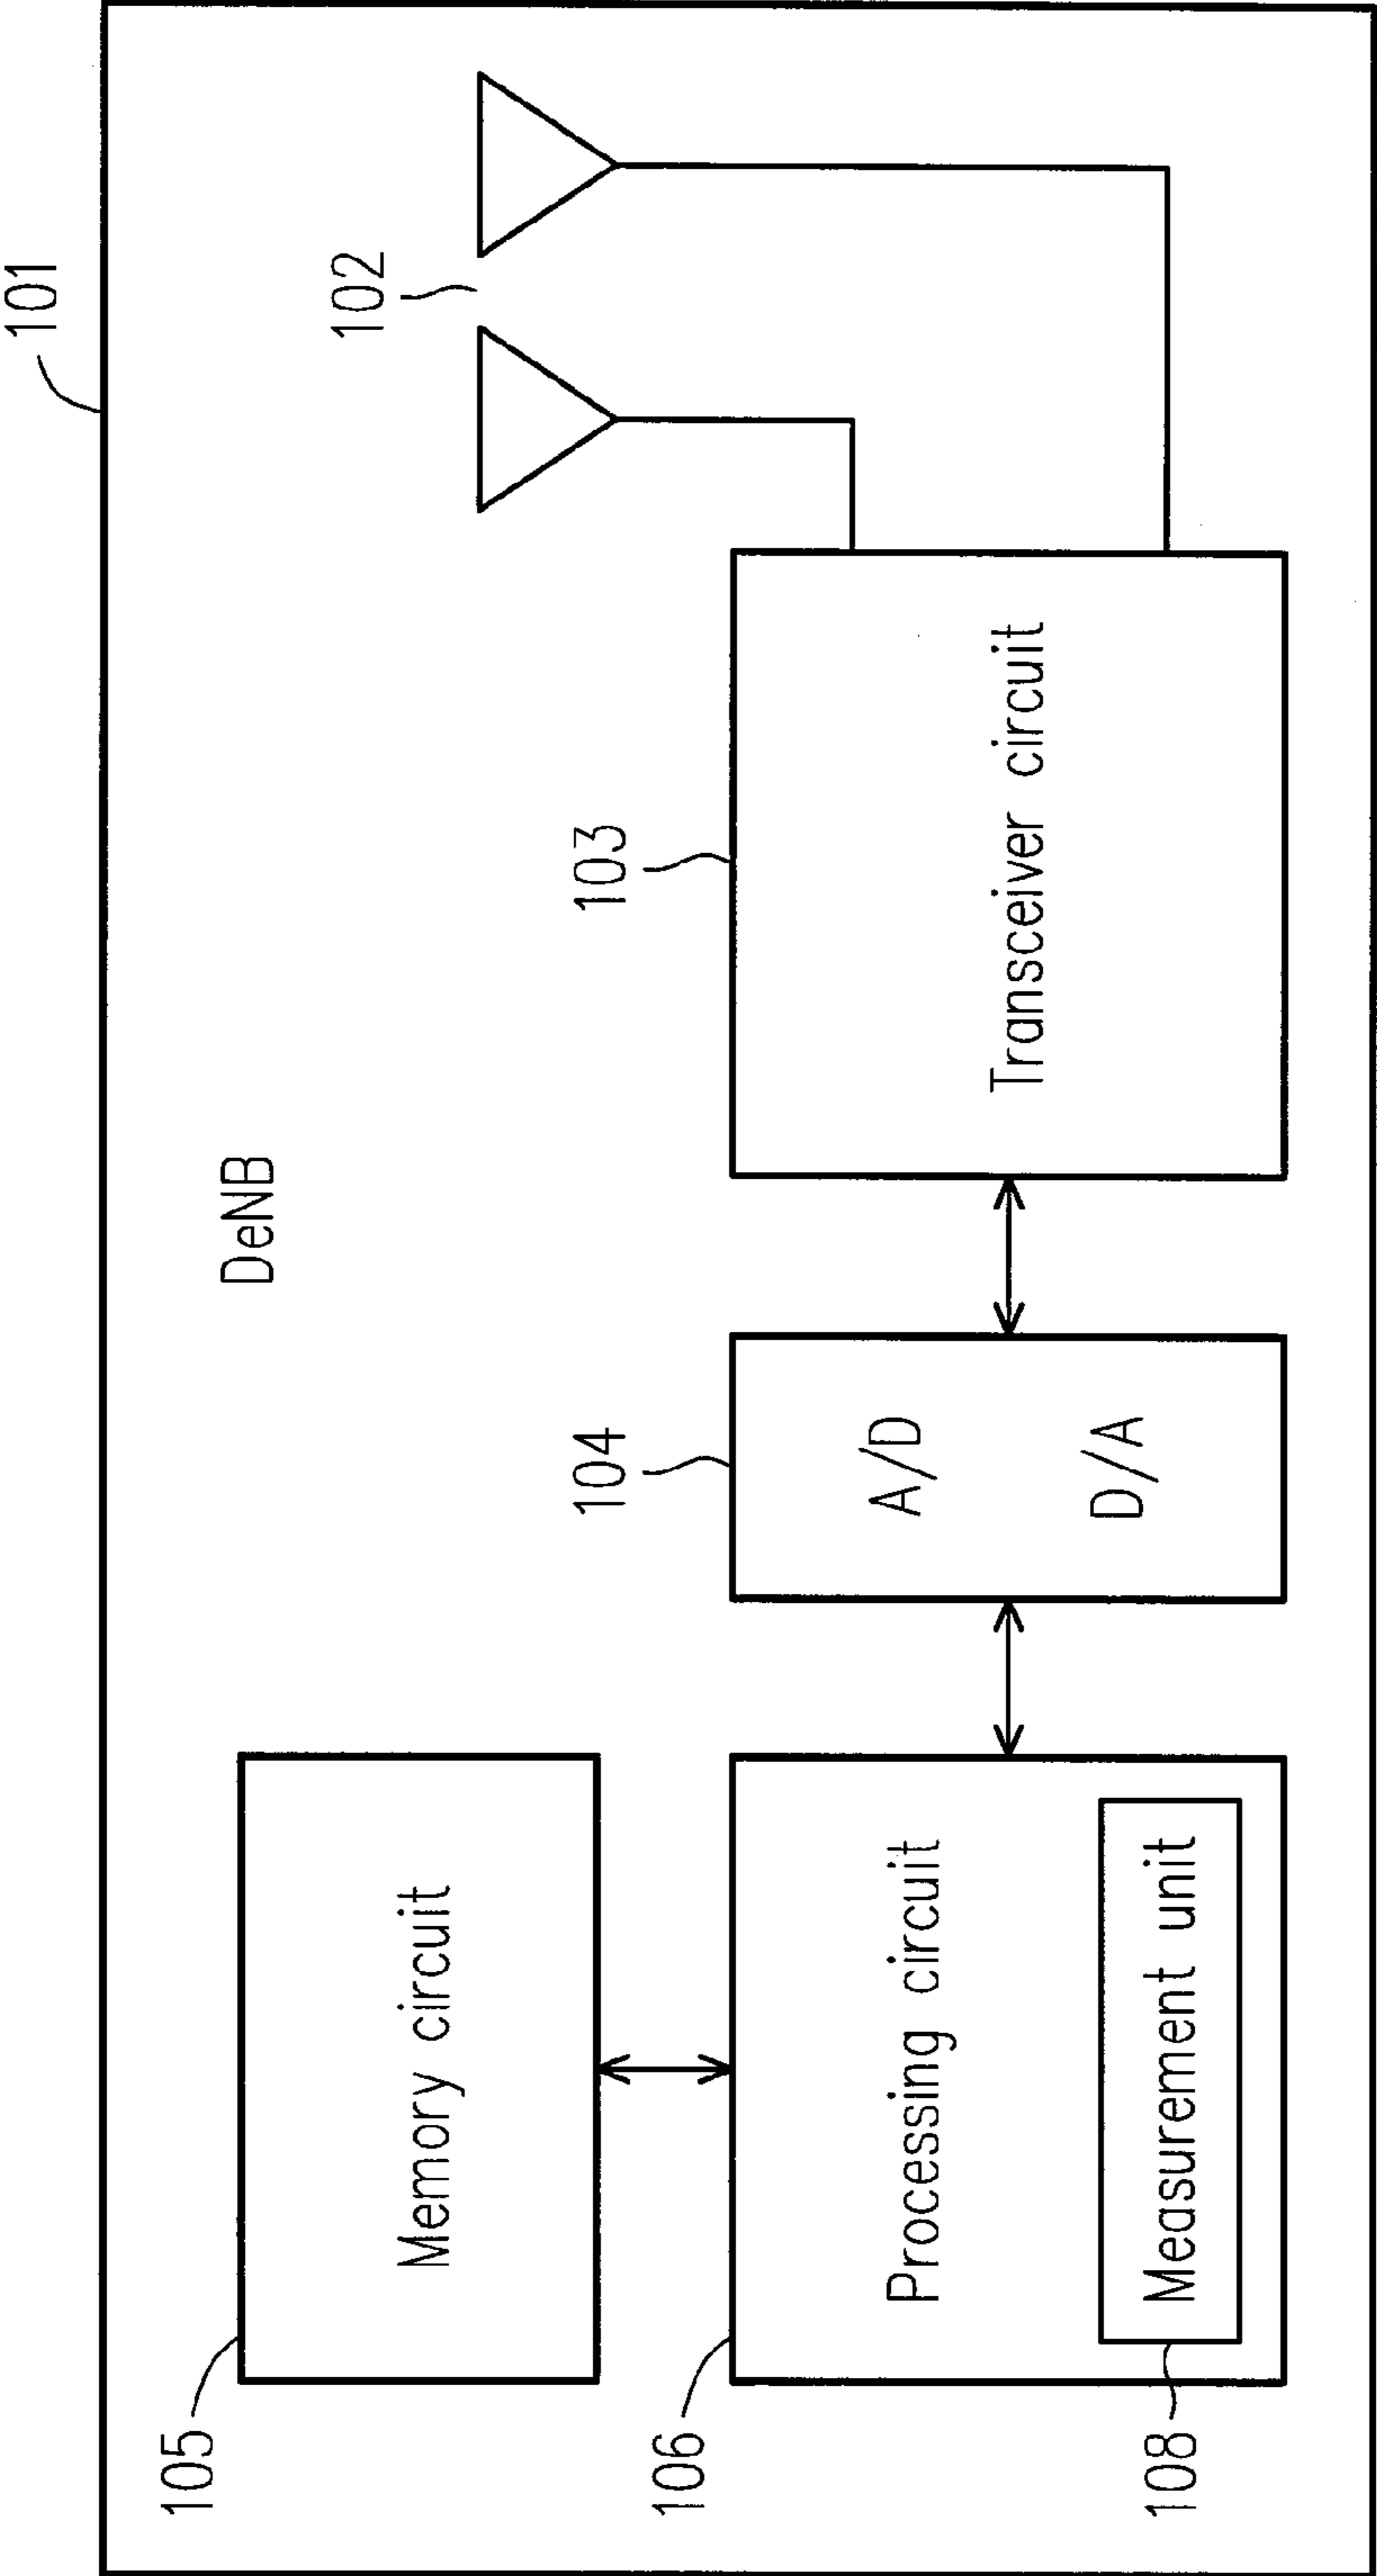 101
DeNB
102
105
Memory circuit
104
103
106
Processing circuit
A/D
D/A
Transceiver circuit
108
Measurement unit